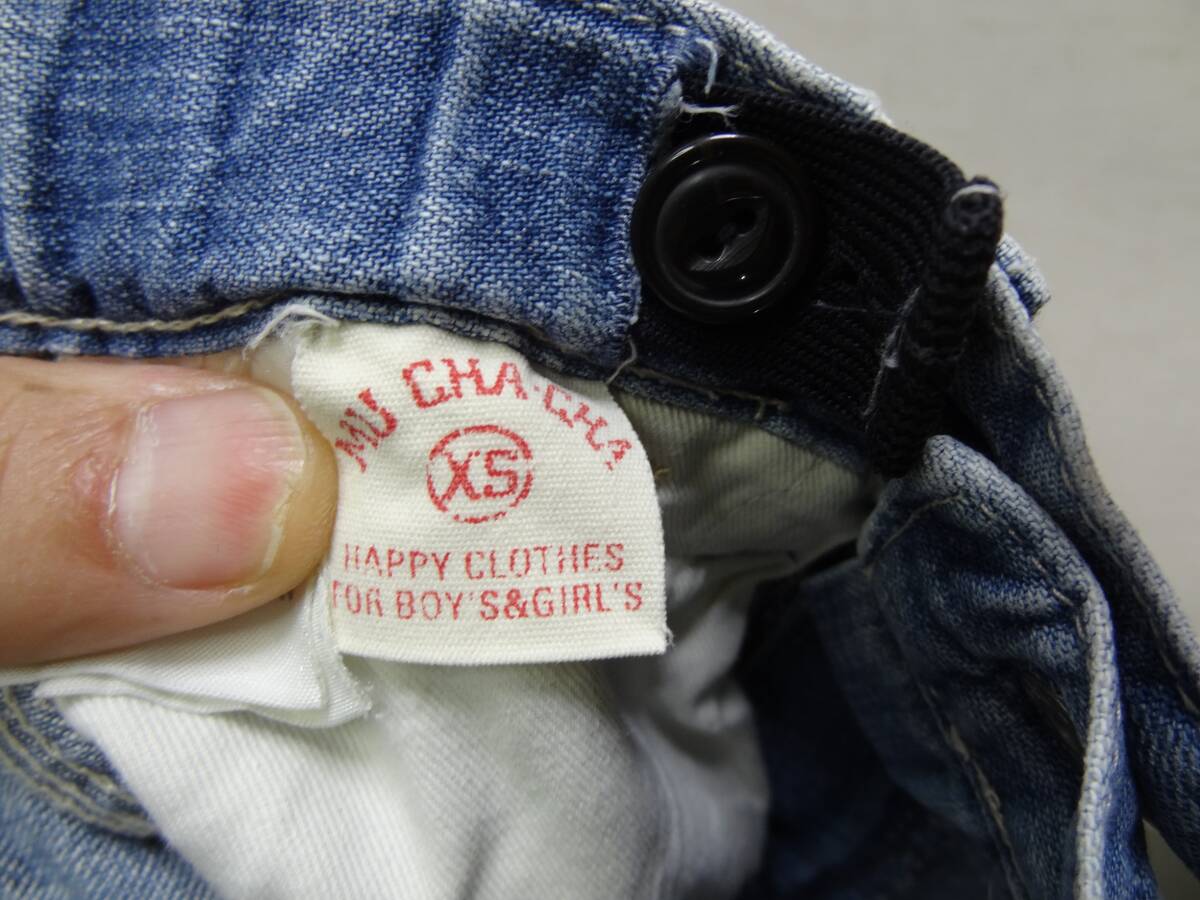 MU CHA-CHA
XS
HAPPY CLOTHES
FOR BOY'S&GIRL'S